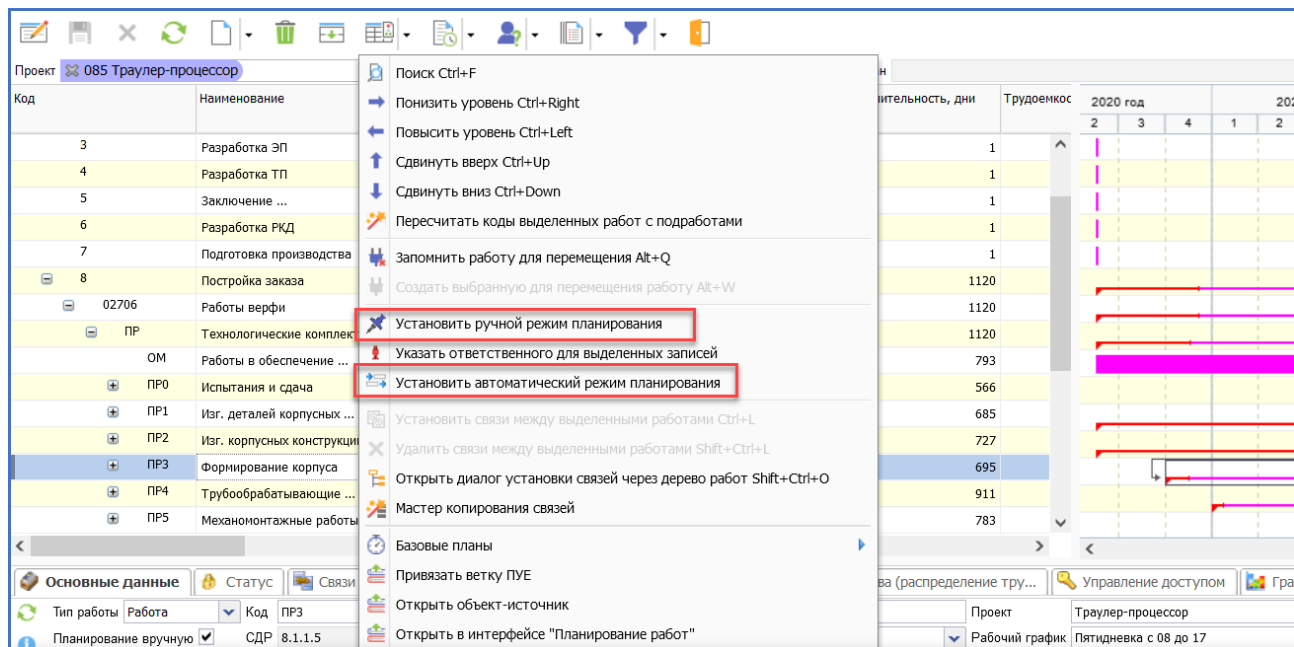 Проект 085 Траулер-процессор н
Код Наименование ительность, дни Трудоемкос 2020 год 202
2 3 4 1 2
3 Разработка ЭП 1
4 Разработка ТП 1
5 Заключение ... 1
6 Разработка РКД 1
7 Подготовка производства 1
8 Постройка заказа 1120
02706 Работы верфи 1120
ПР Технологические комплек 1120
ОМ Работы в обеспечение ... 793
ПР0 Испытания и сдача 566
ПР1 Изг. деталей корпусных ... 685
ПР2 Изг. корпусных конструкци 727
ПР3 Формирование корпуса 695
ПР4 Трубообрабатывающие ... 911
ПР5 Механомонтажные работы 783
Поиск Ctrl+F
Понизить уровень Ctrl+Right
Повысить уровень Ctrl+Left
Сдвинуть вверх Ctrl+Up
Сдвинуть вниз Ctrl+Down
Пересчитать коды выделенных работ с подработами
Запомнить работу для перемещения Alt+Q
Создать выбранную для перемещения работу Alt+W
Установить ручной режим планирования
Указать ответственного для выделенных записей
Установить автоматический режим планирования
Установить связи между выделенными работами Ctrl+L
Удалить связи между выделенными работами Shift+Ctrl+L
Открыть диалог установки связей через дерево работ Shift+Ctrl+O
Мастер копирования связей
Базовые планы
Привязать ветку ПУЕ
Открыть объект-источник
Открыть в интерфейсе "Планирование работ"
Основные данные Статус Связи ва (распределение тру... Управление доступом Гра
Тип работы Работа Код ПР3 Проект Траулер-процессор
Планирование вручную СДР 8.1.1.5 Рабочий график Пятидневка с 08 до 17